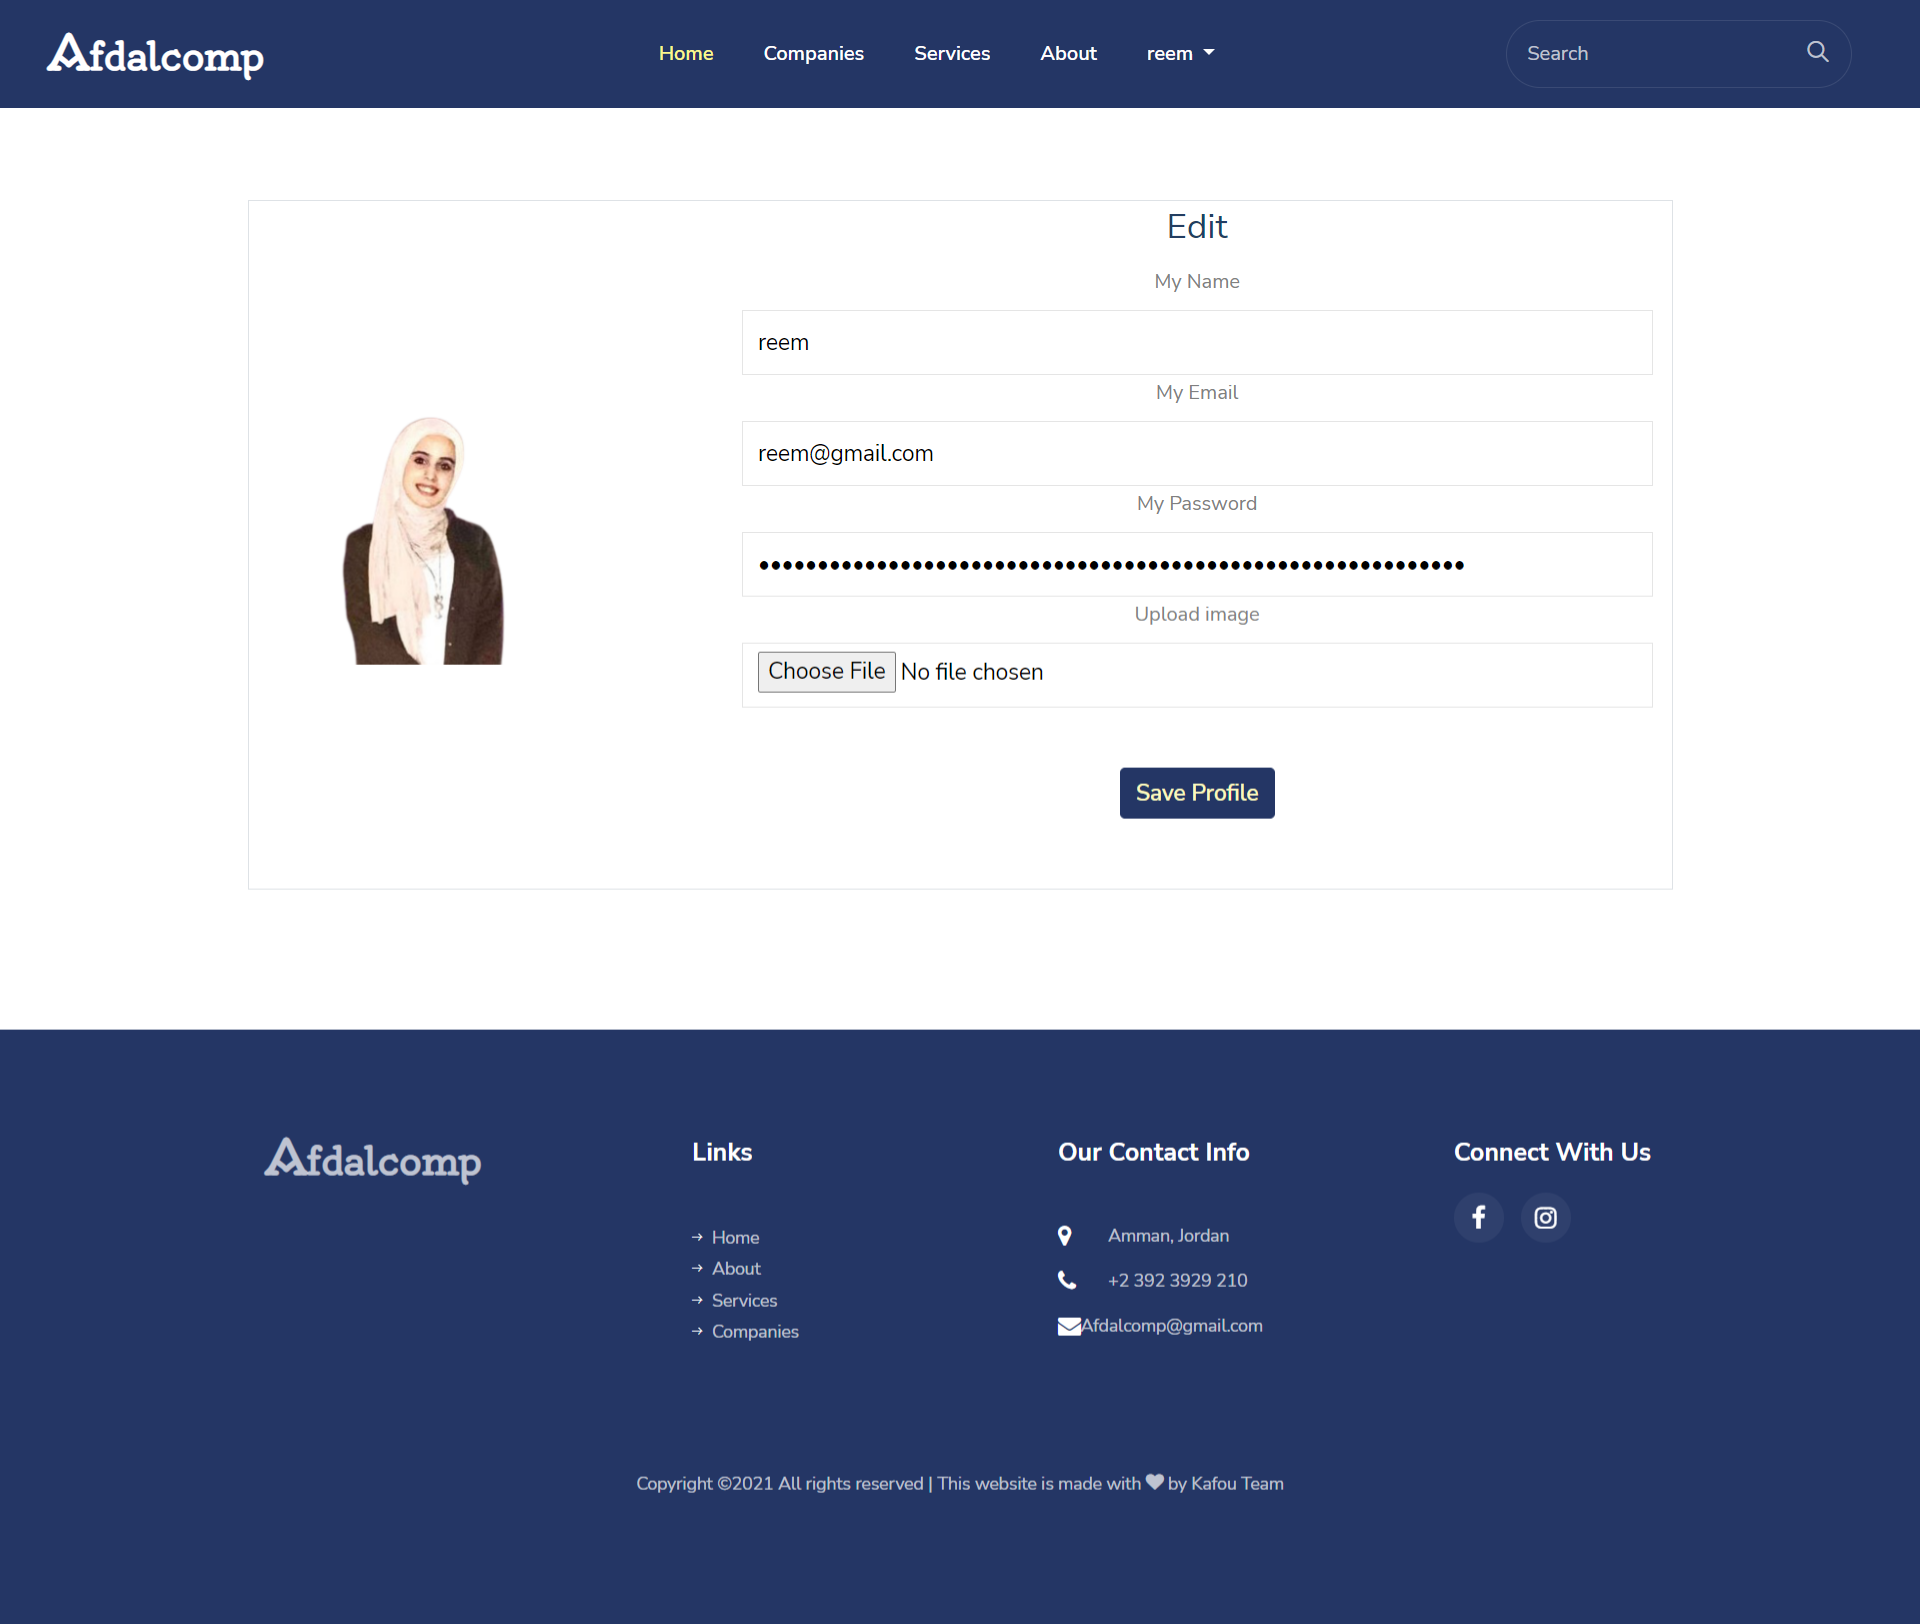 Afdalcomp
Home Companies Services About reem
Search
Edit
My Name
reem
My Email
reem@gmail.com
My Password
••••••••••••••••••••••••••••••••••••••••••••••••••••••••••••
Upload image
Choose File No file chosen
Save Profile
Afdalcomp
Links
Home
About
Services
Companies
Our Contact Info
Amman, Jordan
+2 392 3929 210
Afdalcomp@gmail.com
Connect With Us
Copyright ©2021 All rights reserved | This website is made with ♥ by Kafou Team